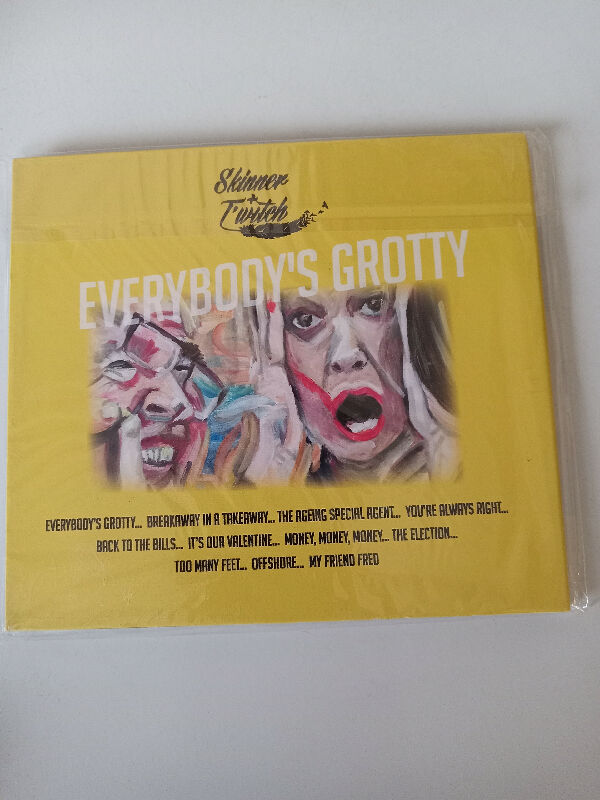 Skinner
+
T'witch
EVERYBODY'S GROTTY
EVERYBODY'S GROTTY... BREAKAWAY IN A TAKEAWAY... THE AGEING SPECIAL AGENT... YOU'RE ALWAYS RIGHT...
BACK TO THE BILLS... IT'S OUR VALENTINE... MONEY, MONEY, MONEY... THE ELECTION...
TOO MANY FEET... OFFSHORE... MY FRIEND FRED